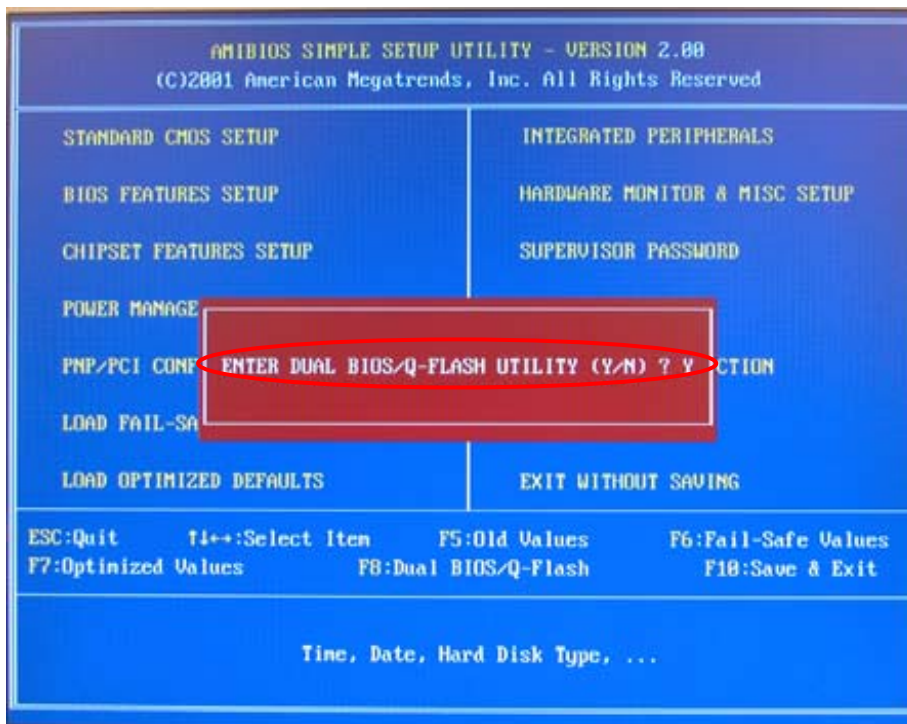 AMIBIOS SIMPLE SETUP UTILITY - VERSION 2.00
(C)2001 American Megatrends, Inc. All Rights Reserved
STANDARD CMOS SETUP
BIOS FEATURES SETUP
CHIPSET FEATURES SETUP
POWER MANAGE
PNP/PCI CONF
LOAD FAIL-SA
LOAD OPTIMIZED DEFAULTS
INTEGRATED PERIPHERALS
HARDWARE MONITOR & MISC SETUP
SUPERVISOR PASSWORD
CTION
EXIT WITHOUT SAVING
ENTER DUAL BIOS/Q-FLASH UTILITY (Y/N) ? Y
ESC:Quit ↑↓←→:Select Item F5:Old Values F6:Fail-Safe Values
F7:Optimized Values F8:Dual BIOS/Q-Flash F10:Save & Exit
Time, Date, Hard Disk Type, ...